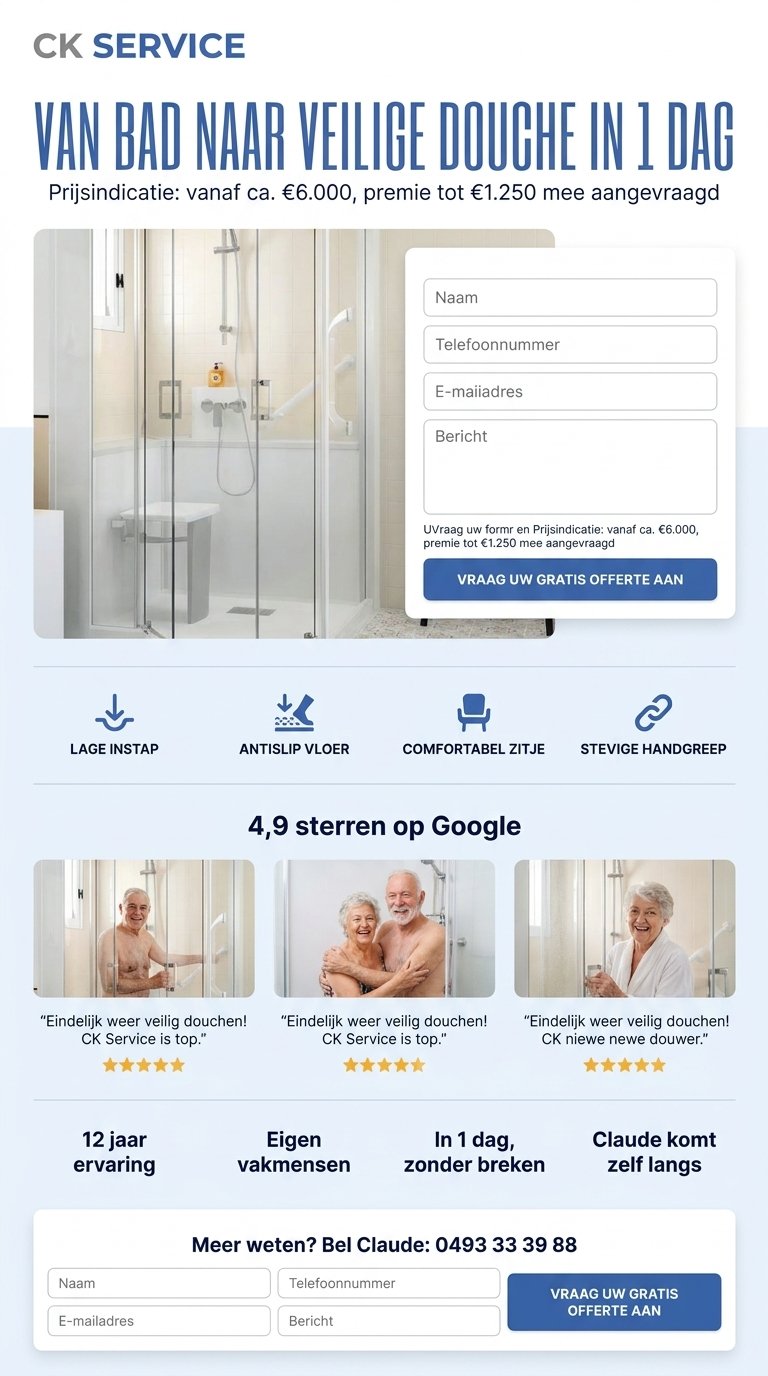 CK SERVICE
VAN BAD NAAR VEILIGE DOUCHE IN 1 DAG
Prijsindicatie: vanaf ca. €6.000, premie tot €1.250 mee aangevraagd
Naam
Telefoonnummer
E-maiiadres
Bericht
UVraag uw formr en Prijsindicatie: vanaf ca. €6.000,
premie tot €1.250 mee aangevraagd
VRAAG UW GRATIS OFFERTE AAN
LAGE INSTAP
ANTISLIP VLOER
COMFORTABEL ZITJE
STEVIGE HANDGREEP
4,9 sterren op Google
“Eindelijk weer veilig douchen!
CK Service is top.”
“Eindelijk weer veilig douchen!
CK Service is top.”
“Eindelijk weer veilig douchen!
CK niewe newe douwer.”
12 jaar
ervaring
Eigen
vakmensen
In 1 dag,
zonder breken
Claude komt
zelf langs
Meer weten? Bel Claude: 0493 33 39 88
Naam
Telefoonnummer
E-mailadres
Bericht
VRAAG UW GRATIS
OFFERTE AAN